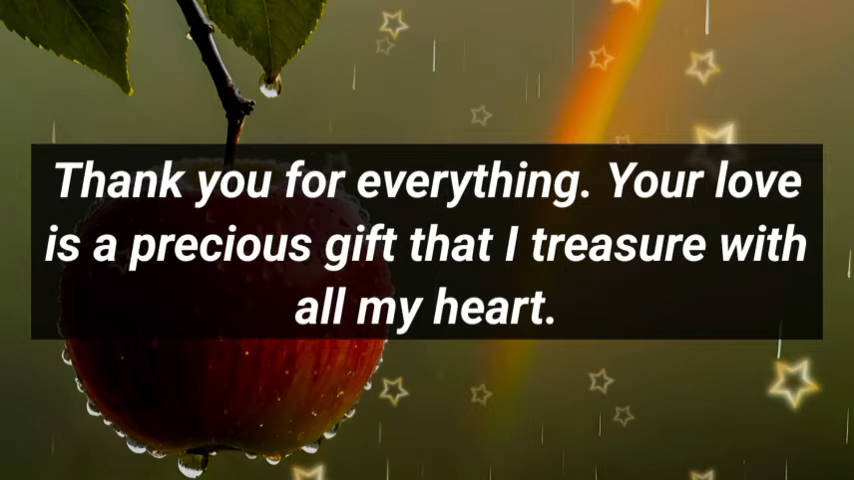 Thank you for everything. Your love
is a precious gift that I treasure with
all my heart.